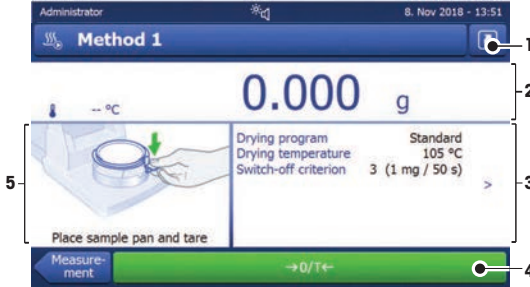 Administrator 8. Nov 2018 - 13:51
Method 1
1
-- °C 0.000 g
2
Drying program Standard
Drying temperature 105 °C
Switch-off criterion 3 (1 mg / 50 s)
>
5
3
Place sample pan and tare
Measure-
ment
→0/T←
4